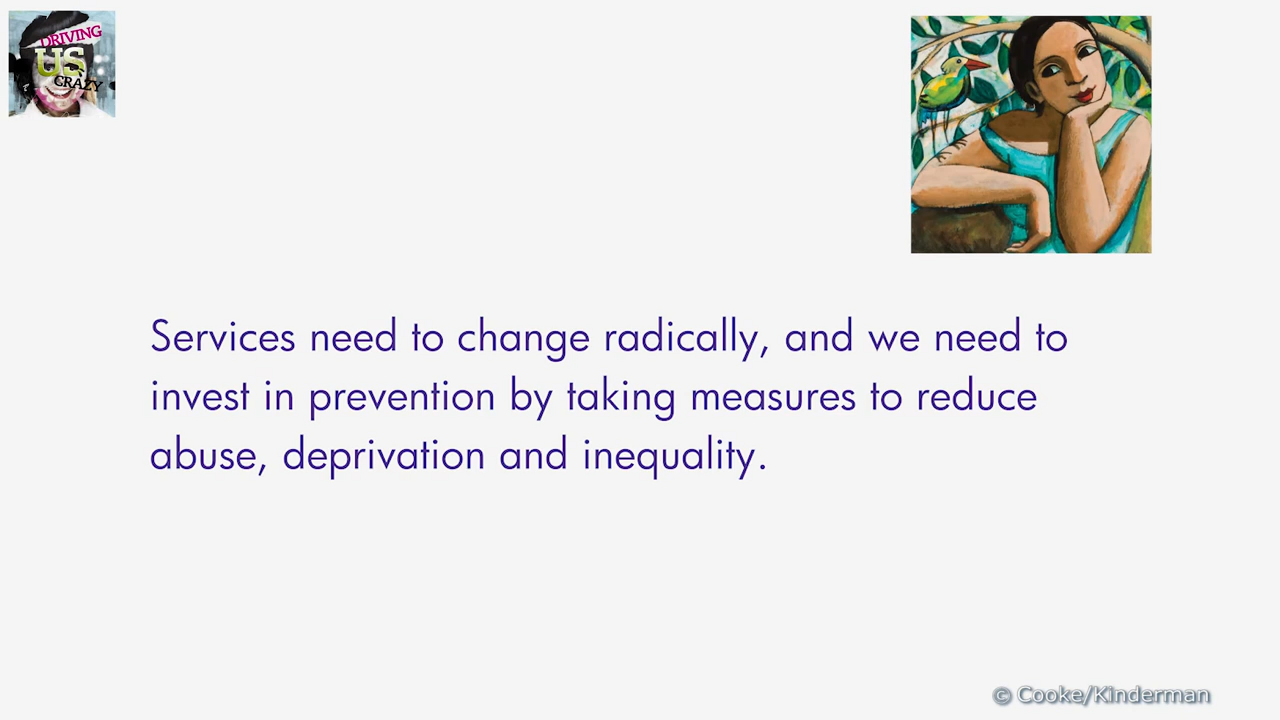 DRIVING
US
CRAZY
Services need to change radically, and we need to
invest in prevention by taking measures to reduce
abuse, deprivation and inequality.
© Cooke/Kinderman